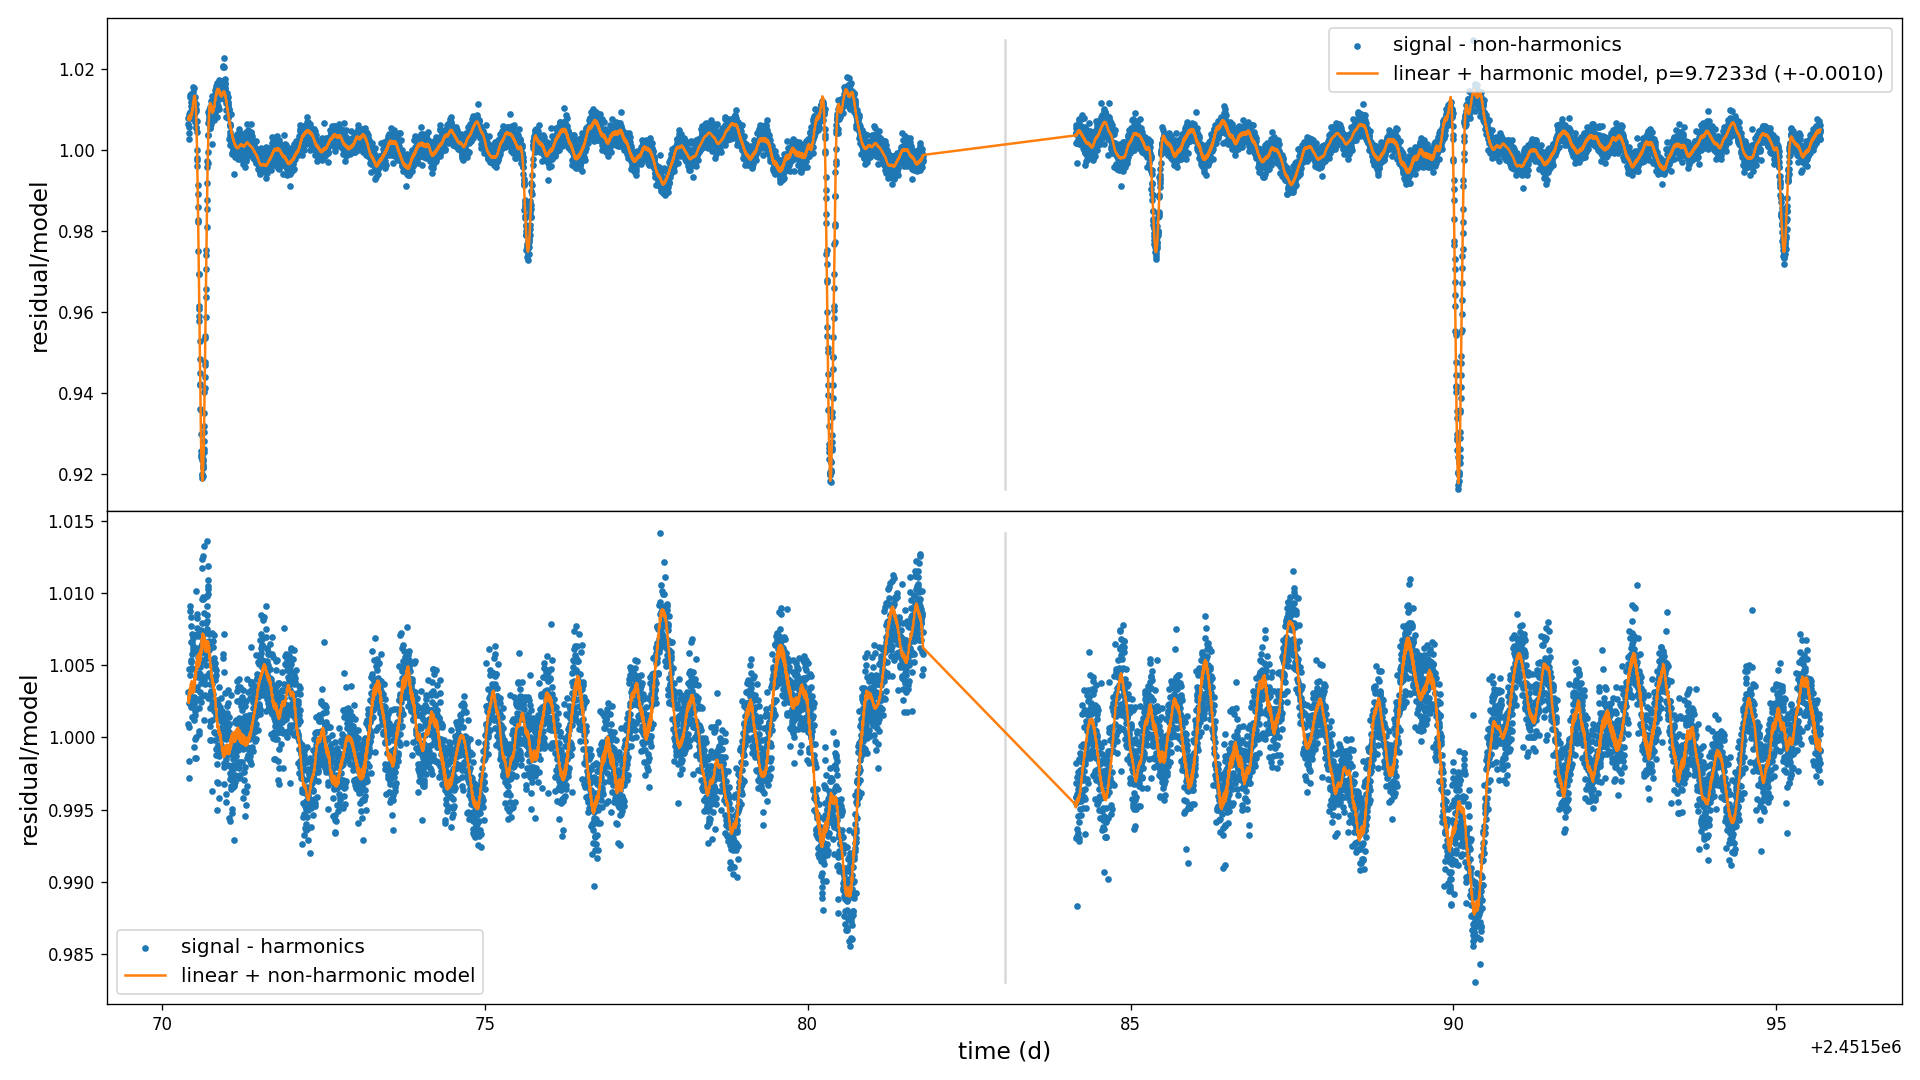 signal - non-harmonics
linear + harmonic model, p=9.7233d (+-0.0010)
1.02
1.00
0.98
0.96
0.94
0.92
residual/model
1.015
1.010
1.005
1.000
0.995
0.990
0.985
residual/model
signal - harmonics
linear + non-harmonic model
70 75 80 85 90 95
time (d)
+2.4515e6